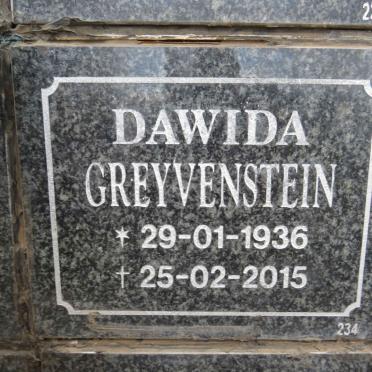 DAWIDA
GREYVENSTEIN
* 29-01-1936
† 25-02-2015
234